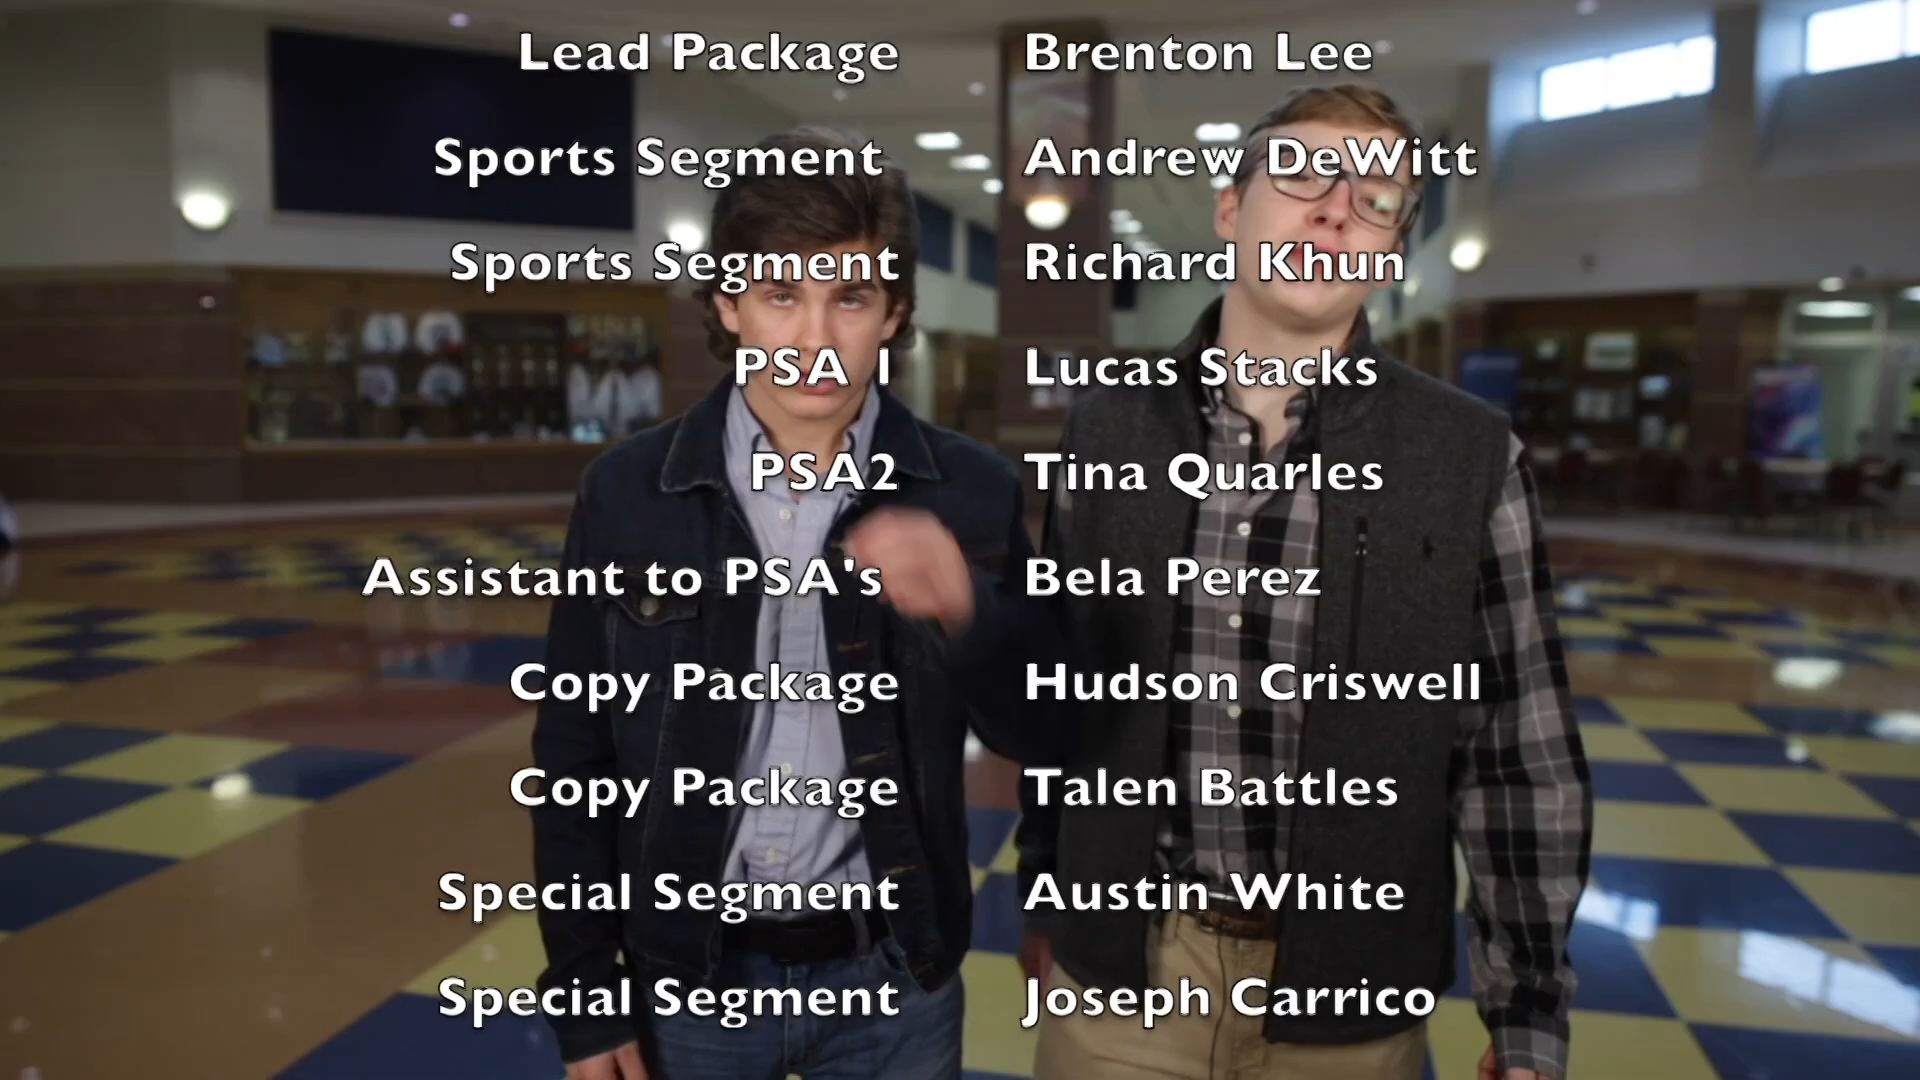 Lead Package Brenton Lee
Sports Segment Andrew DeWitt
Sports Segment Richard Khun
PSA 1 Lucas Stacks
PSA2 Tina Quarles
Assistant to PSA's Bela Perez
Copy Package Hudson Criswell
Copy Package Talen Battles
Special Segment Austin White
Special Segment Joseph Carrico